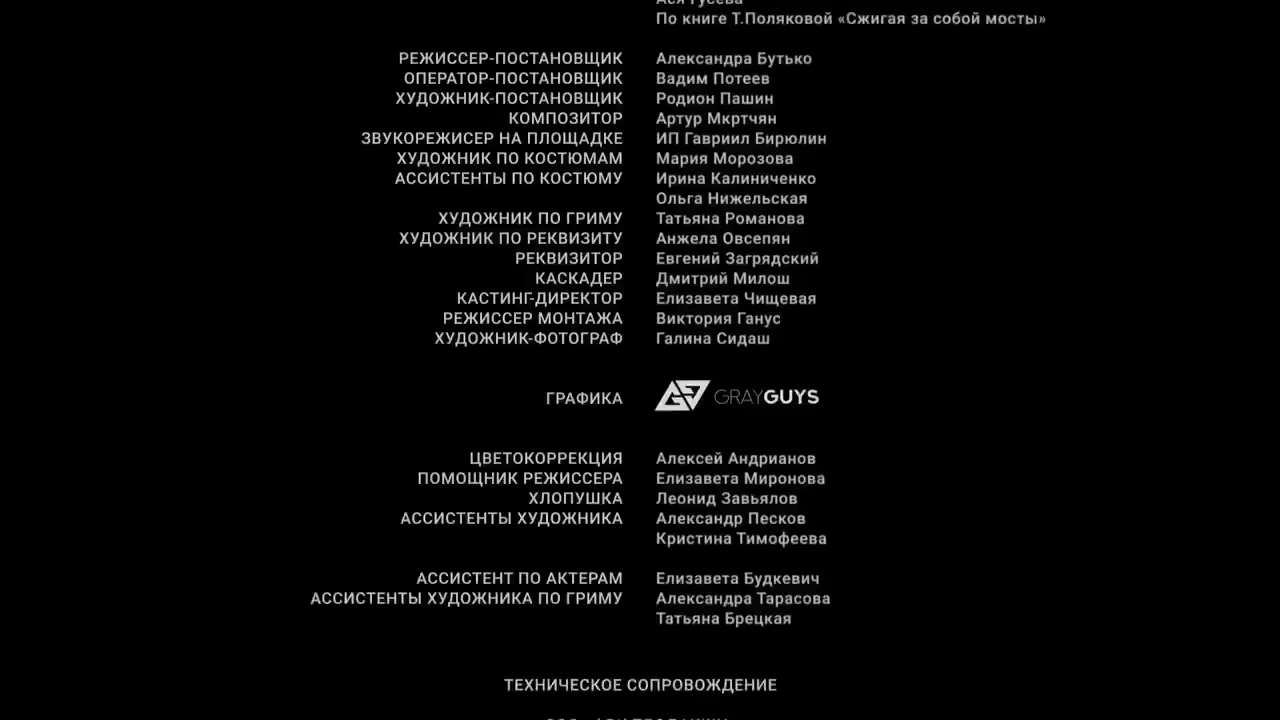 Ася Гусева
По книге Т.Поляковой «Сжигая за собой мосты»
РЕЖИССЕР-ПОСТАНОВЩИК Александра Бутько
ОПЕРАТОР-ПОСТАНОВЩИК Вадим Потеев
ХУДОЖНИК-ПОСТАНОВЩИК Родион Пашин
КОМПОЗИТОР Артур Мкртчян
ЗВУКОРЕЖИСЕР НА ПЛОЩАДКЕ ИП Гавриил Бирюлин
ХУДОЖНИК ПО КОСТЮМАМ Мария Морозова
АССИСТЕНТЫ ПО КОСТЮМУ Ирина Калиниченко
Ольга Нижельская
ХУДОЖНИК ПО ГРИМУ Татьяна Романова
ХУДОЖНИК ПО РЕКВИЗИТУ Анжела Овсепян
РЕКВИЗИТОР Евгений Загрядский
КАСКАДЕР Дмитрий Милош
КАСТИНГ-ДИРЕКТОР Елизавета Чищевая
РЕЖИССЕР МОНТАЖА Виктория Ганус
ХУДОЖНИК-ФОТОГРАФ Галина Сидаш
ГРАФИКА GRAYGUYS
ЦВЕТОКОРРЕКЦИЯ Алексей Андрианов
ПОМОЩНИК РЕЖИССЕРА Елизавета Миронова
ХЛОПУШКА Леонид Завьялов
АССИСТЕНТЫ ХУДОЖНИКА Александр Песков
Кристина Тимофеева
АССИСТЕНТ ПО АКТЕРАМ Елизавета Будкевич
АССИСТЕНТЫ ХУДОЖНИКА ПО ГРИМУ Александра Тарасова
Татьяна Брецкая
ТЕХНИЧЕСКОЕ СОПРОВОЖДЕНИЕ